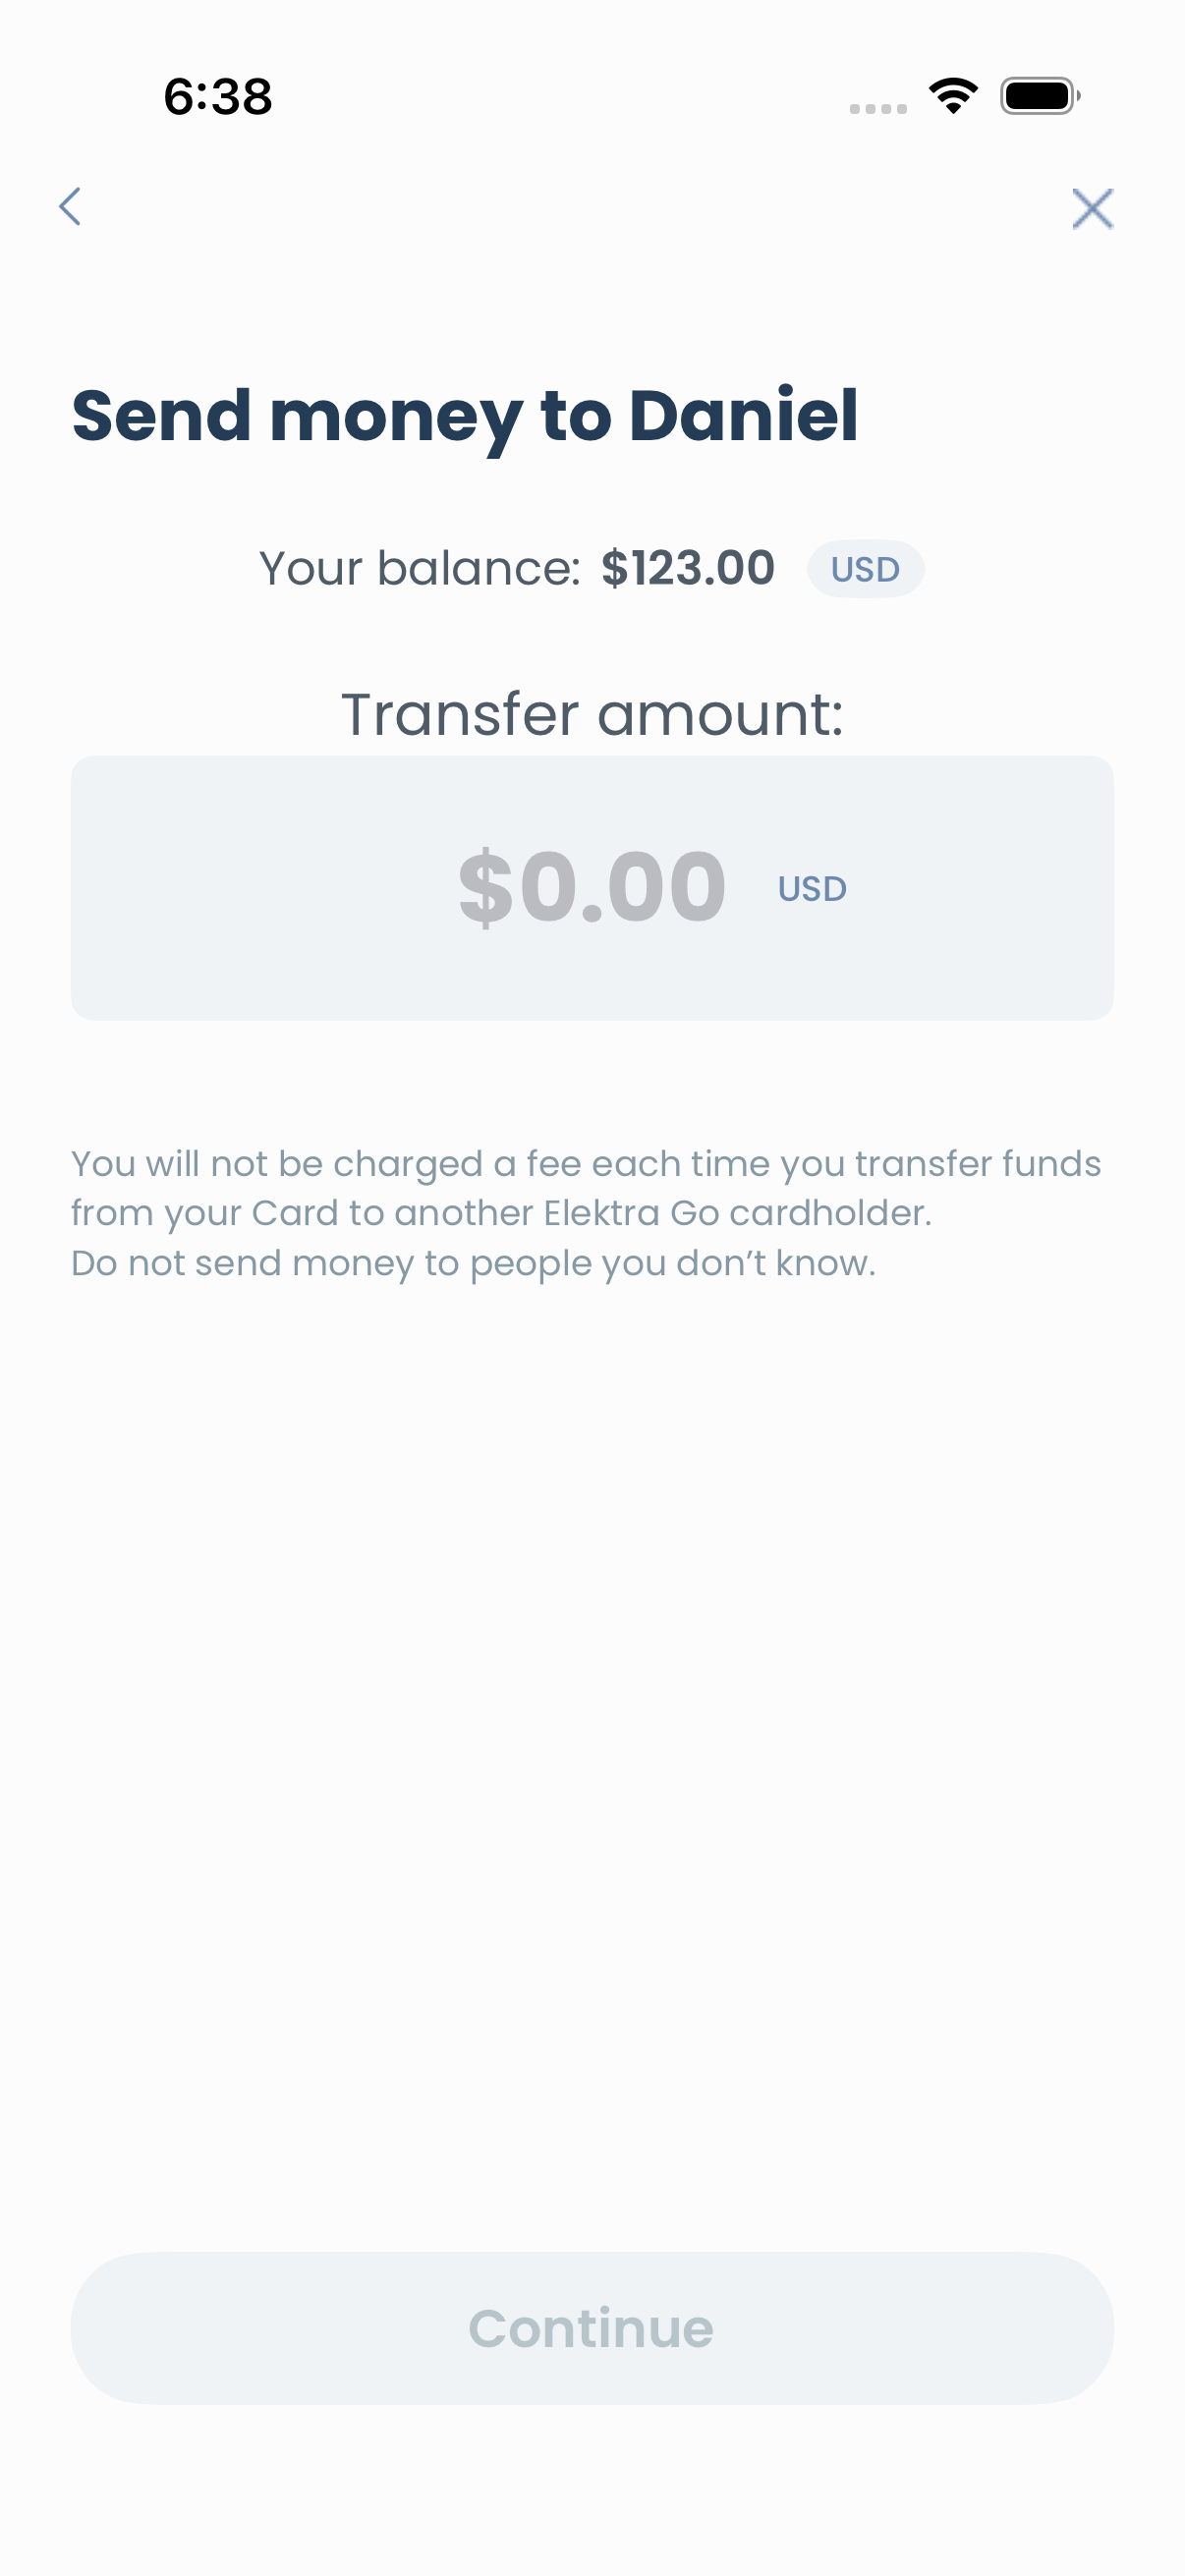 6:38
Send money to Daniel
Your balance: $123.00 USD
Transfer amount:
$0.00 USD
You will not be charged a fee each time you transfer funds
from your Card to another Elektra Go cardholder.
Do not send money to people you don’t know.
Continue